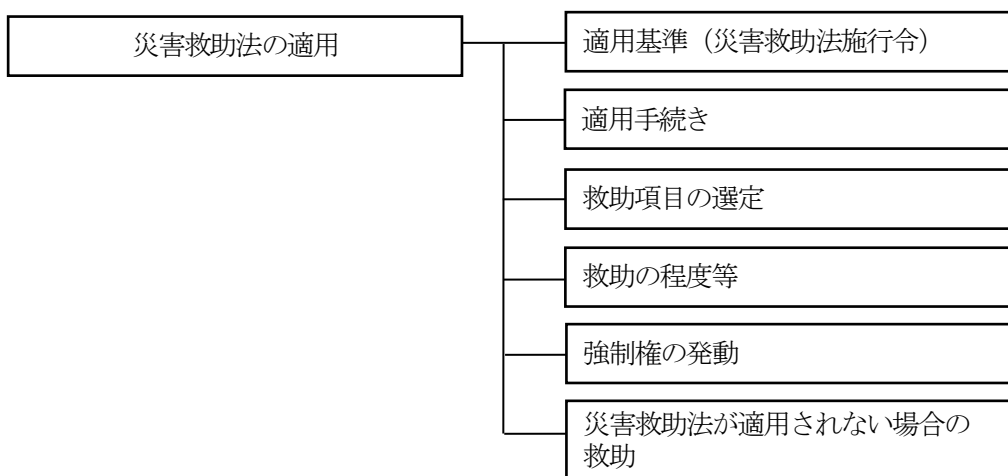 災害救助法の適用
適用基準（災害救助法施行令）
適用手続き
救助項目の選定
救助の程度等
強制権の発動
災害救助法が適用されない場合の
救助